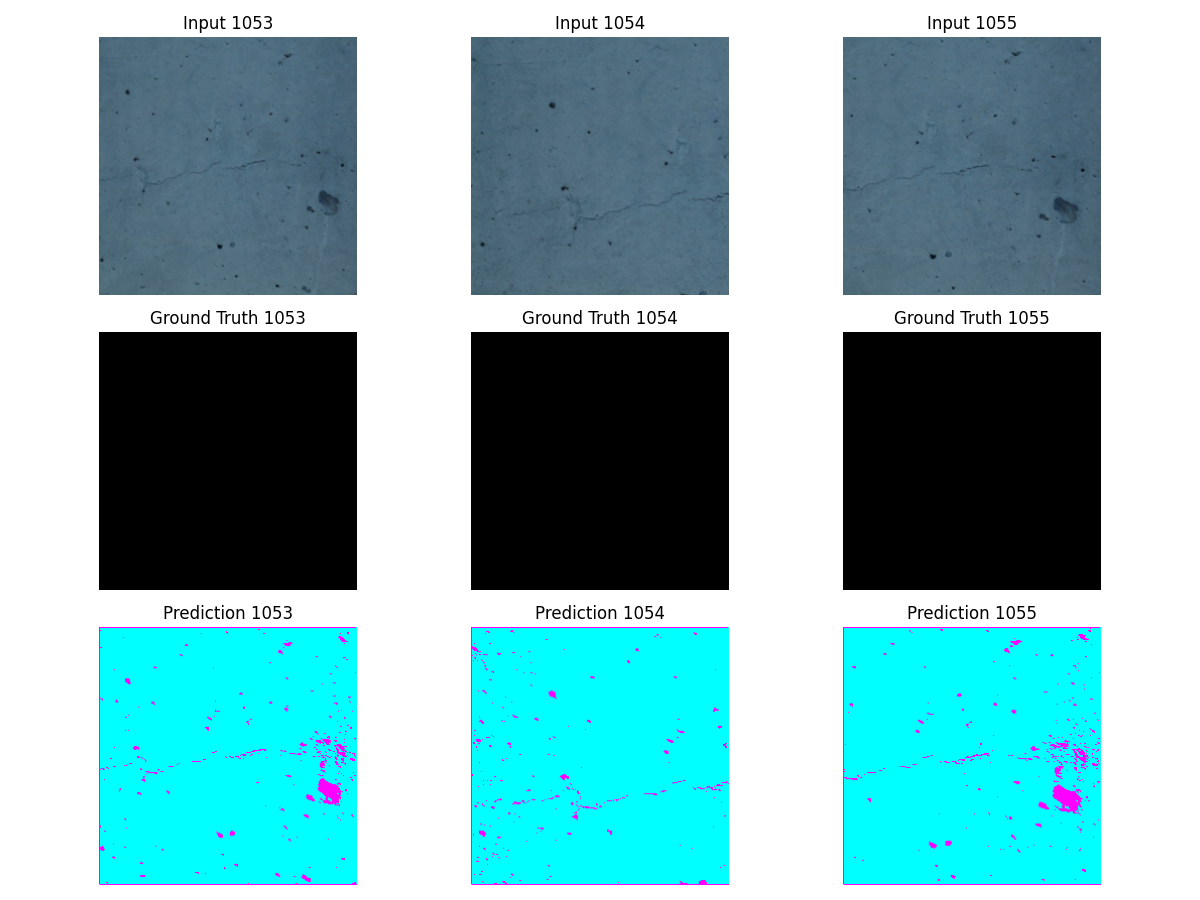 Input 1053
Input 1054
Input 1055
Ground Truth 1053
Ground Truth 1054
Ground Truth 1055
Prediction 1053
Prediction 1054
Prediction 1055